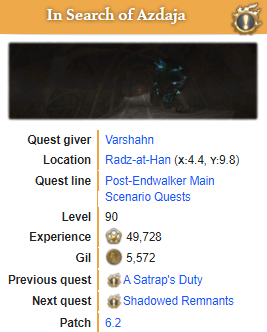 In Search of Azdaja
Quest giver Varshahn
Location Radz-at-Han (X:4.4, Y:9.8)
Quest line Post-Endwalker Main
Scenario Quests
Level 90
Experience 49,728
Gil 5,572
Previous quest A Satrap's Duty
Next quest Shadowed Remnants
Patch 6.2